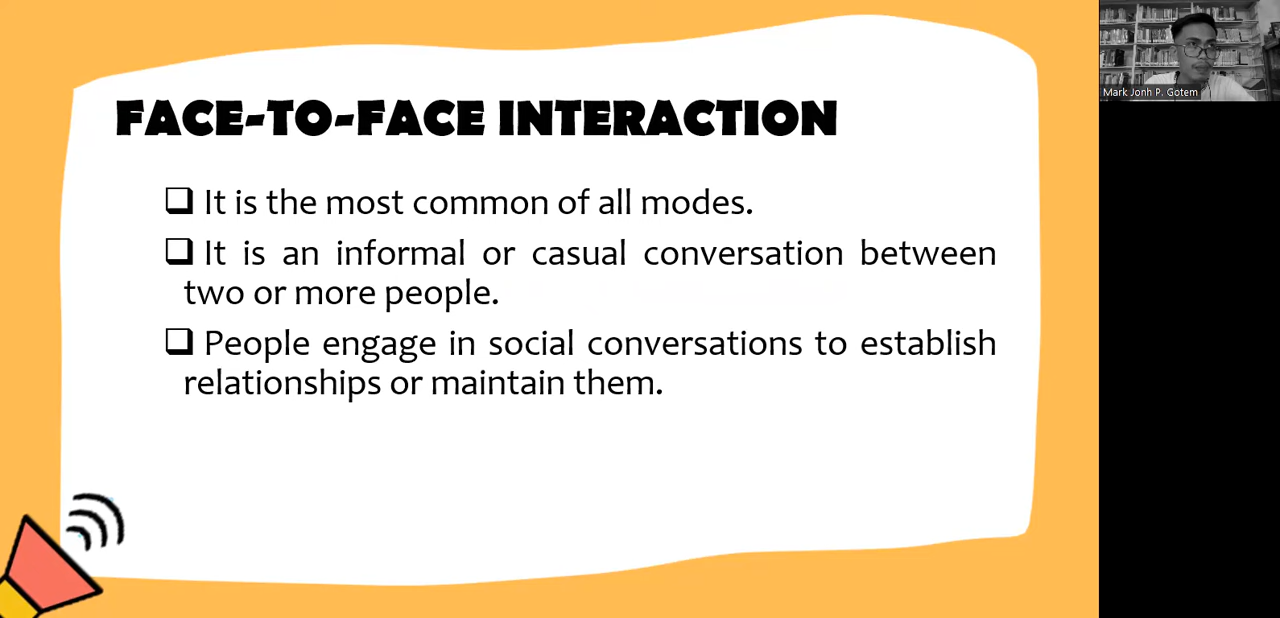 FACE-TO-FACE INTERACTION
It is the most common of all modes.
It is an informal or casual conversation between
two or more people.
People engage in social conversations to establish
relationships or maintain them.
Mark Jonh P. Gotem